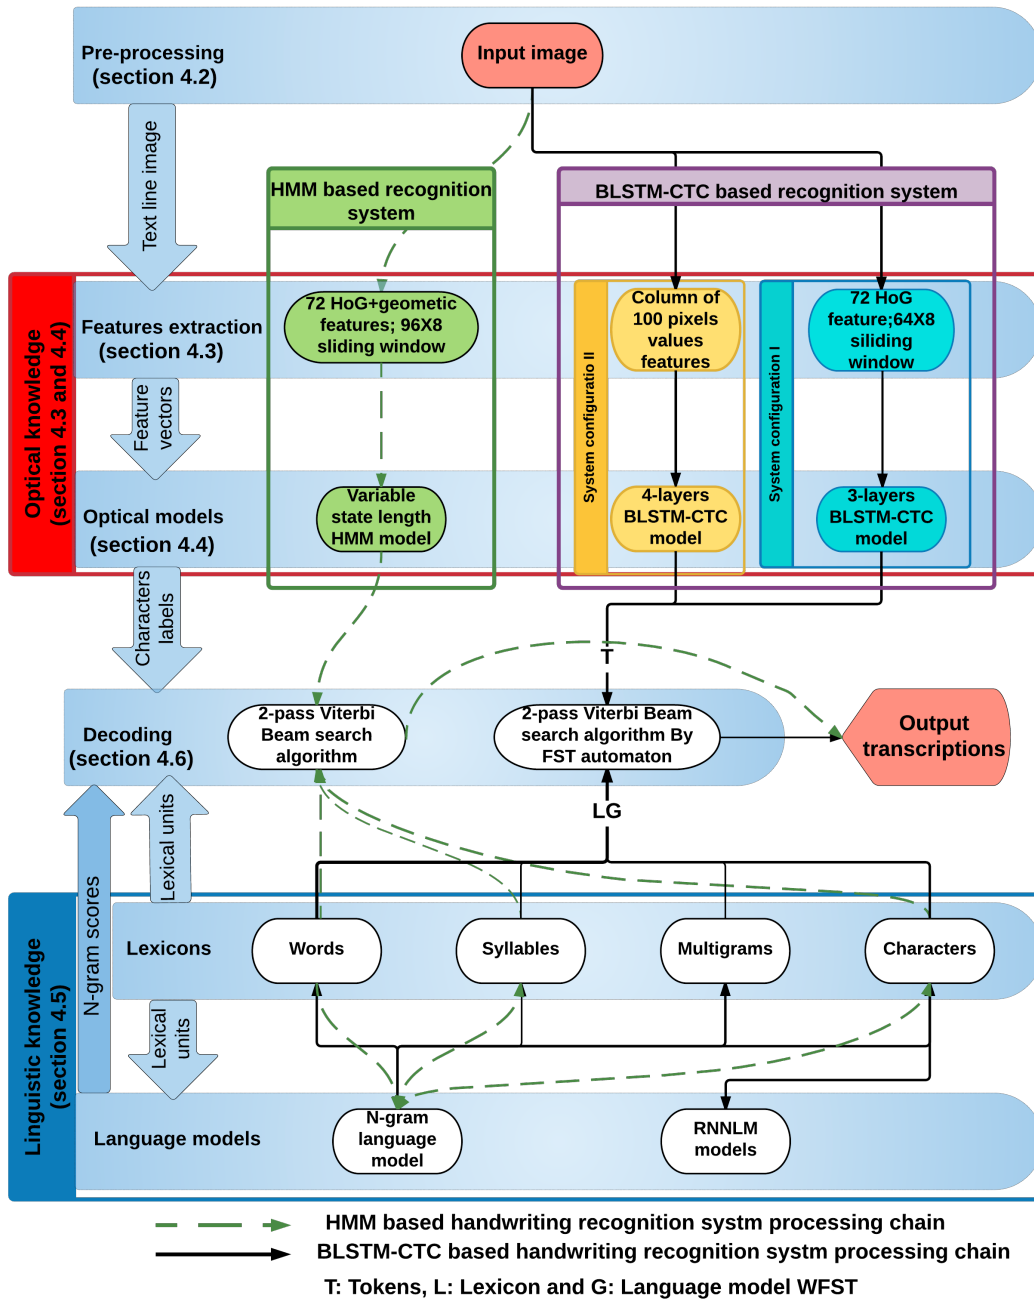 Pre-processing
(section 4.2)
Input image
Text line image
HMM based recognition
system
BLSTM-CTC based recognition system
Optical knowledge
(section 4.3 and 4.4)
Features extraction
(section 4.3)
72 HoG+geometic
features; 96X8
sliding window
System configuratio II
Column of
100 pixels
values
features
System configuration I
72 HoG
feature;64X8
siliding
window
Feature
vectors
Optical models
(section 4.4)
Variable
state length
HMM model
4-layers
BLSTM-CTC
model
3-layers
BLSTM-CTC
model
Characters
labels
T
Decoding
(section 4.6)
2-pass Viterbi
Beam search
algorithm
2-pass Viterbi Beam
search algorithm By
FST automaton
Output
transcriptions
LG
N-gram scores
Lexical units
Linguistic knowledge
(section 4.5)
Lexicons
Words
Syllables
Multigrams
Characters
Lexical
units
Language models
N-gram
language
model
RNNLM
models
HMM based handwriting recognition systm processing chain
BLSTM-CTC based handwriting recognition systm processing chain
T: Tokens, L: Lexicon and G: Language model WFST